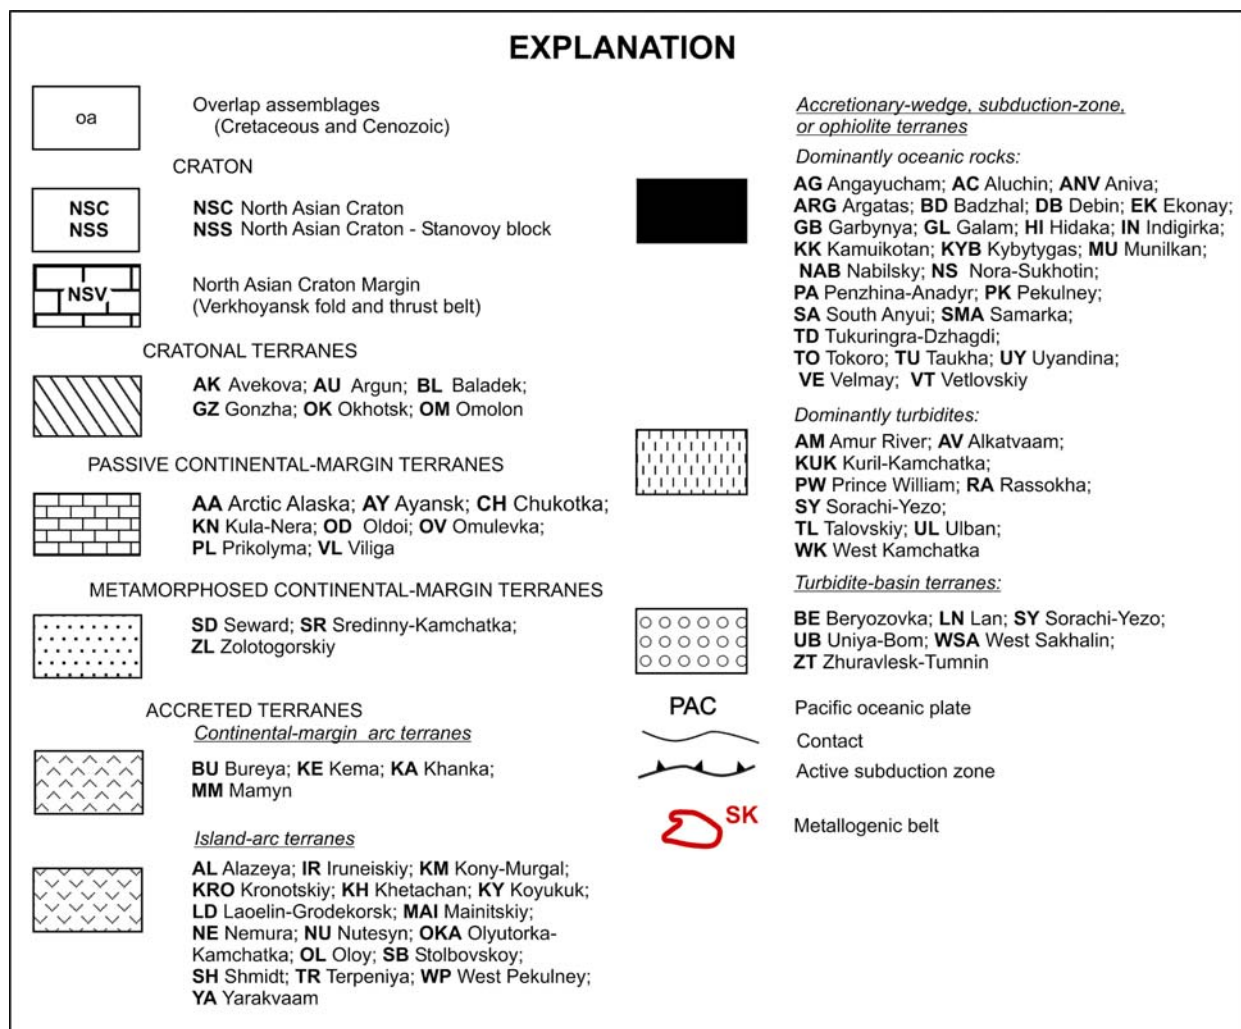 EXPLANATION
oa
Overlap assemblages
(Cretaceous and Cenozoic)
CRATON
NSC
NSS
NSC North Asian Craton
NSS North Asian Craton - Stanovoy block
NSV
North Asian Craton Margin
(Verkhoyansk fold and thrust belt)
CRATONAL TERRANES
AK Avekova; AU Argun; BL Baladek;
GZ Gonzha; OK Okhotsk; OM Omolon
PASSIVE CONTINENTAL-MARGIN TERRANES
AA Arctic Alaska; AY Ayansk; CH Chukotka;
KN Kula-Nera; OD Oldoi; OV Omulevka;
PL Prikolyma; VL Viliga
METAMORPHOSED CONTINENTAL-MARGIN TERRANES
SD Seward; SR Sredinny-Kamchatka;
ZL Zolotogorskiy
ACCRETED TERRANES
Continental-margin arc terranes
BU Bureya; KE Kema; KA Khanka;
MM Mamyn
Island-arc terranes
AL Alazeya; IR Iruneiskiy; KM Kony-Murgal;
KRO Kronotskiy; KH Khetachan; KY Koyukuk;
LD Laoelin-Grodekorsk; MAI Mainitskiy;
NE Nemura; NU Nutesyn; OKA Olyutorka-
Kamchatka; OL Oloy; SB Stolbovskoy;
SH Shmidt; TR Terpeniya; WP West Pekulney;
YA Yarakvaam
Accretionary-wedge, subduction-zone,
or ophiolite terranes
Dominantly oceanic rocks:
AG Angayucham; AC Aluchin; ANV Aniva;
ARG Argatas; BD Badzhal; DB Debin; EK Ekonay;
GB Garbynya; GL Galam; HI Hidaka; IN Indigirka;
KK Kamuikotan; KYB Kybytygas; MU Munilkan;
NAB Nabilsky; NS Nora-Sukhotin;
PA Penzhina-Anadyr; PK Pekulney;
SA South Anyui; SMA Samarka;
TD Tukuringra-Dzhagdi;
TO Tokoro; TU Taukha; UY Uyandina;
VE Velmay; VT Vetlovskiy
Dominantly turbidites:
AM Amur River; AV Alkatvaam;
KUK Kuril-Kamchatka;
PW Prince William; RA Rassokha;
SY Sorachi-Yezo;
TL Talovskiy; UL Ulban;
WK West Kamchatka
Turbidite-basin terranes:
BE Beryozovka; LN Lan; SY Sorachi-Yezo;
UB Uniya-Bom; WSA West Sakhalin;
ZT Zhuravlesk-Tumnin
PAC
Pacific oceanic plate
Contact
Active subduction zone
SK
Metallogenic belt